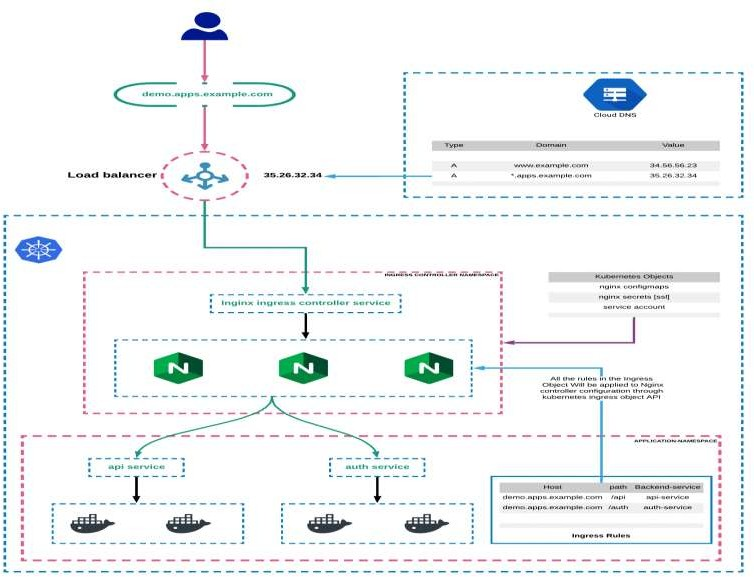 demo.apps.example.com
Cloud DNS
Type Domain Value
A www.example.com 34.56.56.23
A *.apps.example.com 35.26.32.34
Load balancer 35.26.32.34
INGRESS CONTROLLER NAMESPACE
Nginx ingress controller service
Kubernetes Objects
nginx configmaps
nginx secrets [ssl]
service account
N N N
All the rules in the Ingress
Object Will be applied to Nginx
controller configuration through
kubernetes ingress object API
APPLICATION-NAMESPACE
api service
auth service
Host path Backend-service
demo.apps.example.com /api api-service
demo.apps.example.com /auth auth-service
Ingress Rules